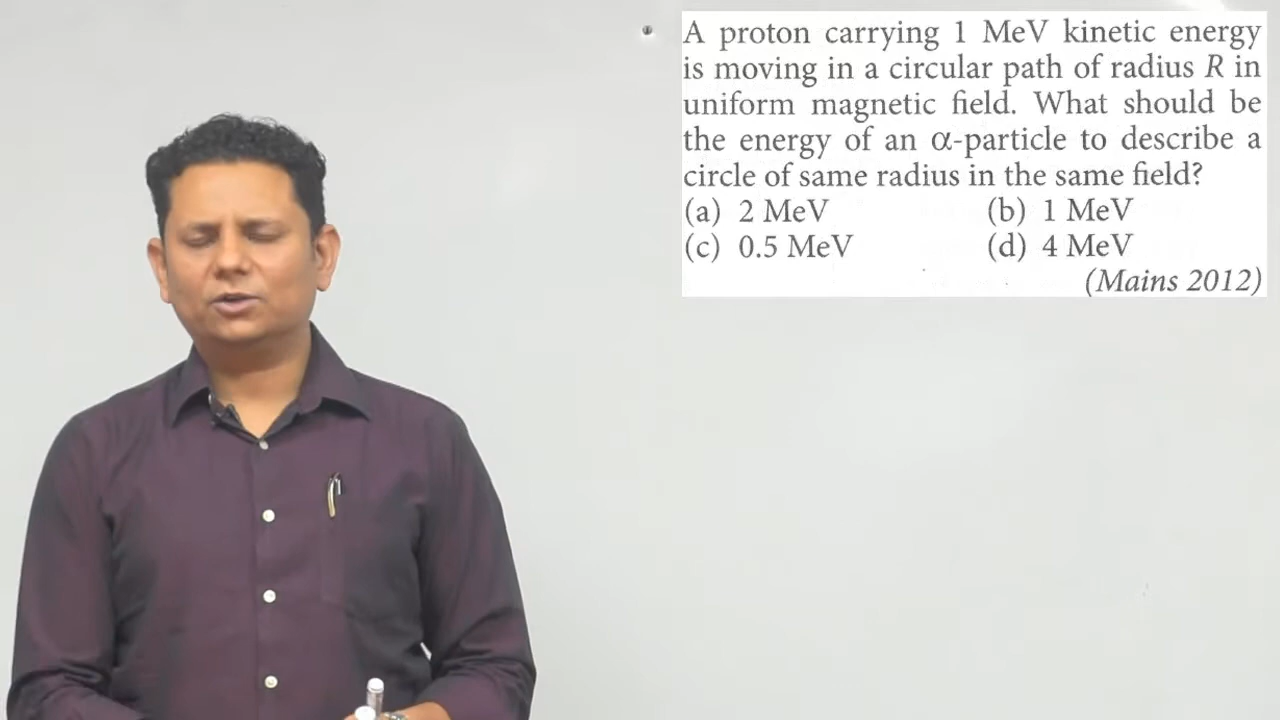 A proton carrying 1 MeV kinetic energy
is moving in a circular path of radius R in
uniform magnetic field. What should be
the energy of an α-particle to describe a
circle of same radius in the same field?
(a) 2 MeV (b) 1 MeV
(c) 0.5 MeV (d) 4 MeV
(Mains 2012)